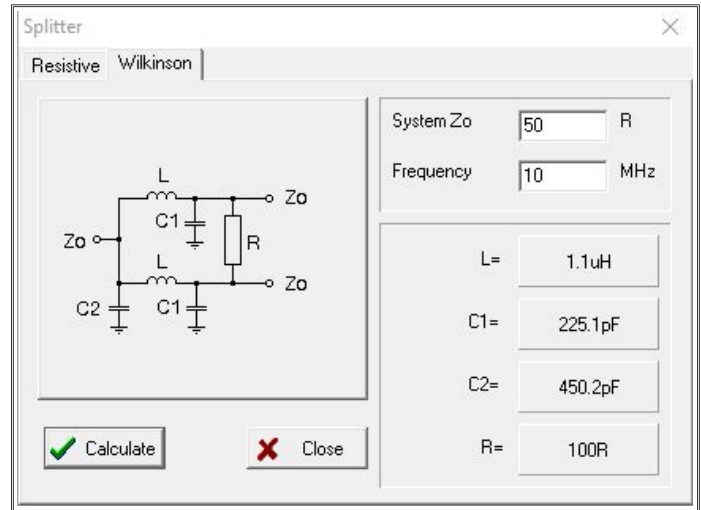 Splitter
Resistive Wilkinson
L
Zo
C1
Zo
R
L
Zo
C2
C1
System Zo 50 R
Frequency 10 MHz
L= 1.1uH
C1= 225.1pF
C2= 450.2pF
R= 100R
Calculate
Close